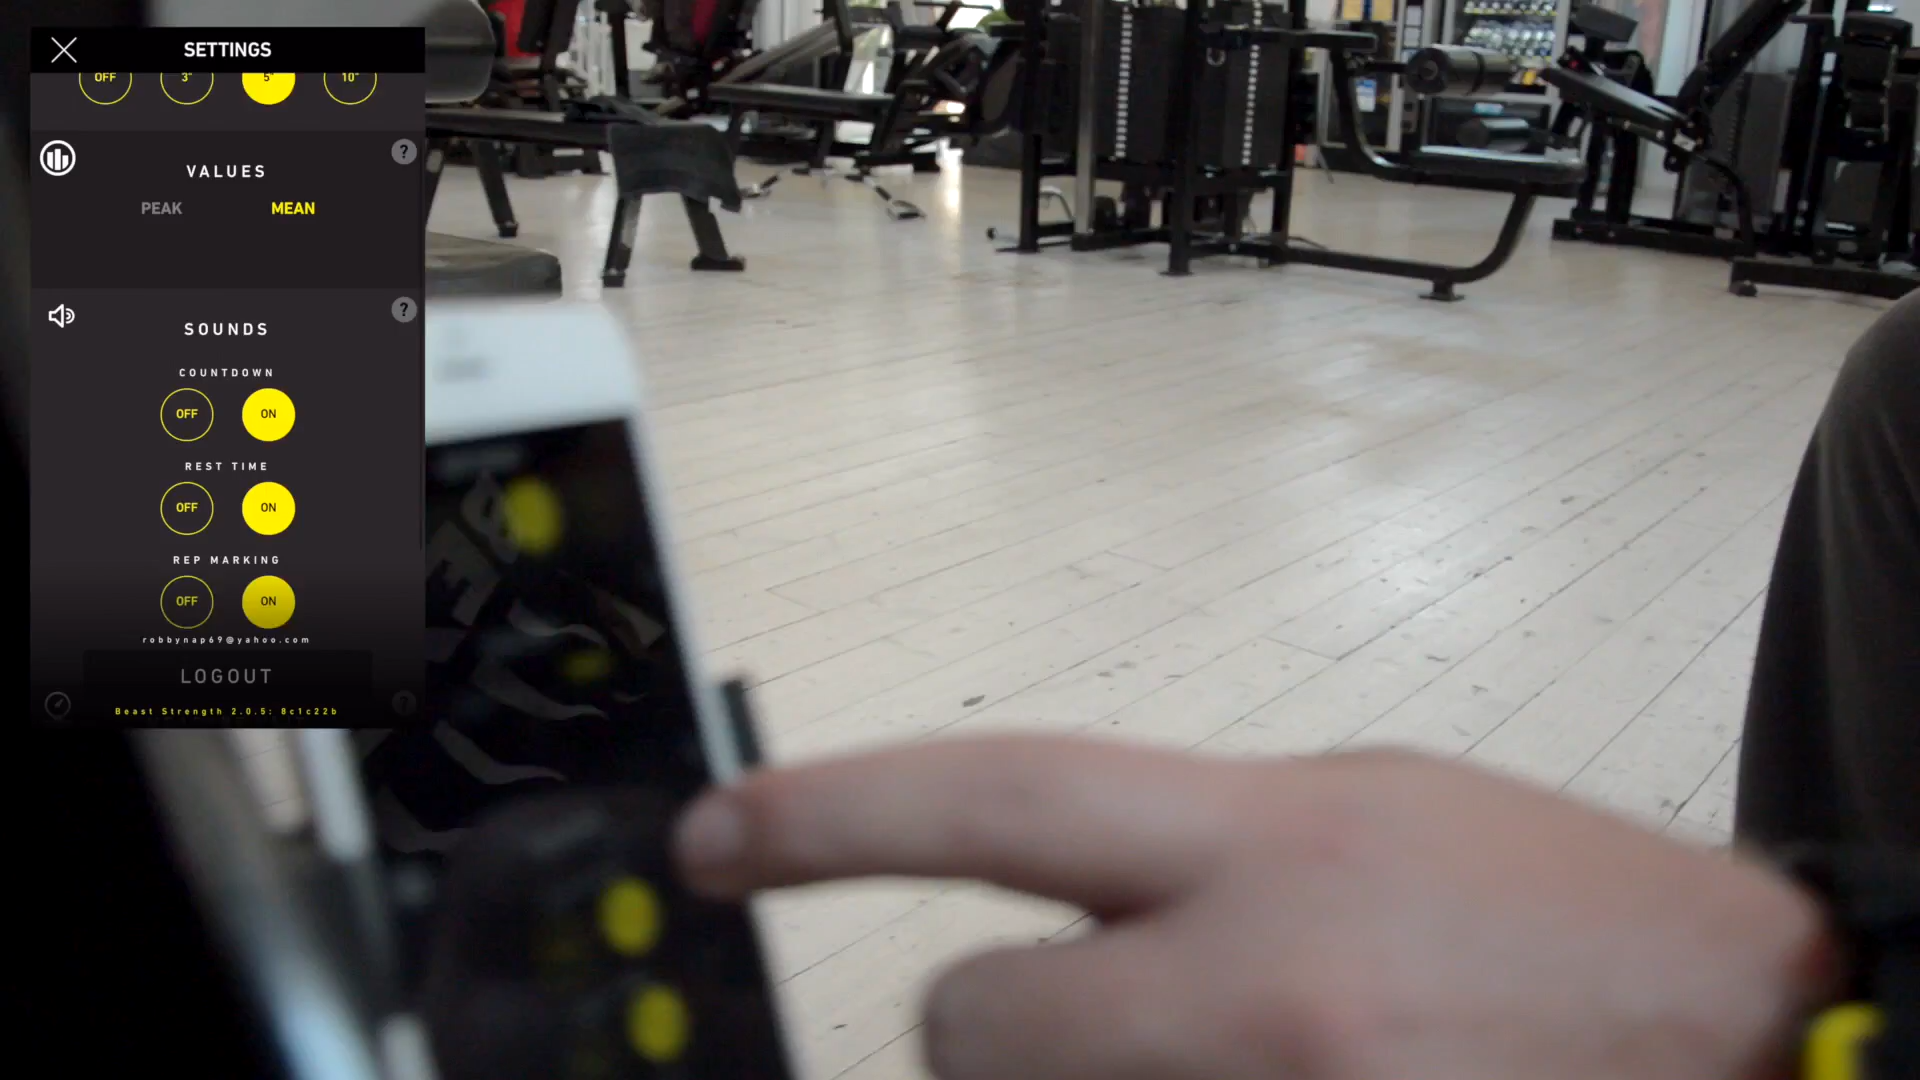 SETTINGS
OFF 3" 5" 10"
VALUES
PEAK MEAN
SOUNDS
COUNTDOWN
OFF ON
REST TIME
OFF ON
REP MARKING
OFF ON
robbynap69@yahoo.com
LOGOUT
Beast Strength 2.0.5: 8c1c22b